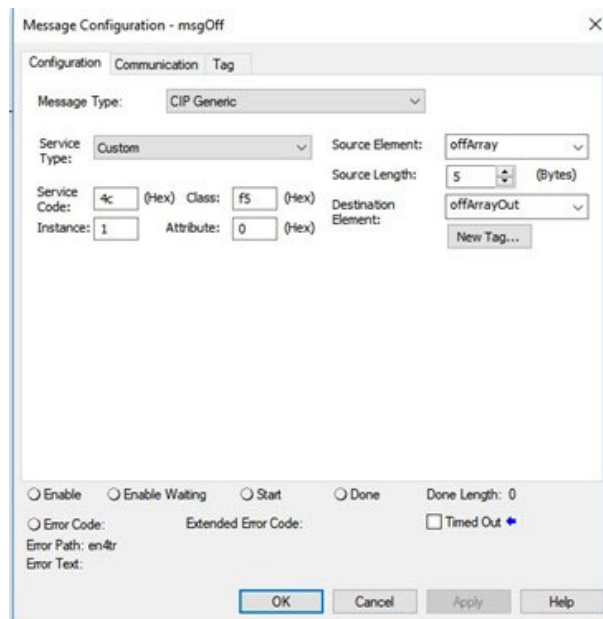 Message Configuration - msgOff
Configuration Communication Tag
Message Type: CIP Generic
Service Type: Custom
Source Element: offArray
Source Length: 5 (Bytes)
Service Code: 4c (Hex) Class: f5 (Hex)
Destination Element: offArrayOut
Instance: 1 Attribute: 0 (Hex)
New Tag...
Enable Enable Waiting Start Done Done Length: 0
Error Code: Extended Error Code: Timed Out
Error Path: en4tr
Error Text:
OK Cancel Apply Help